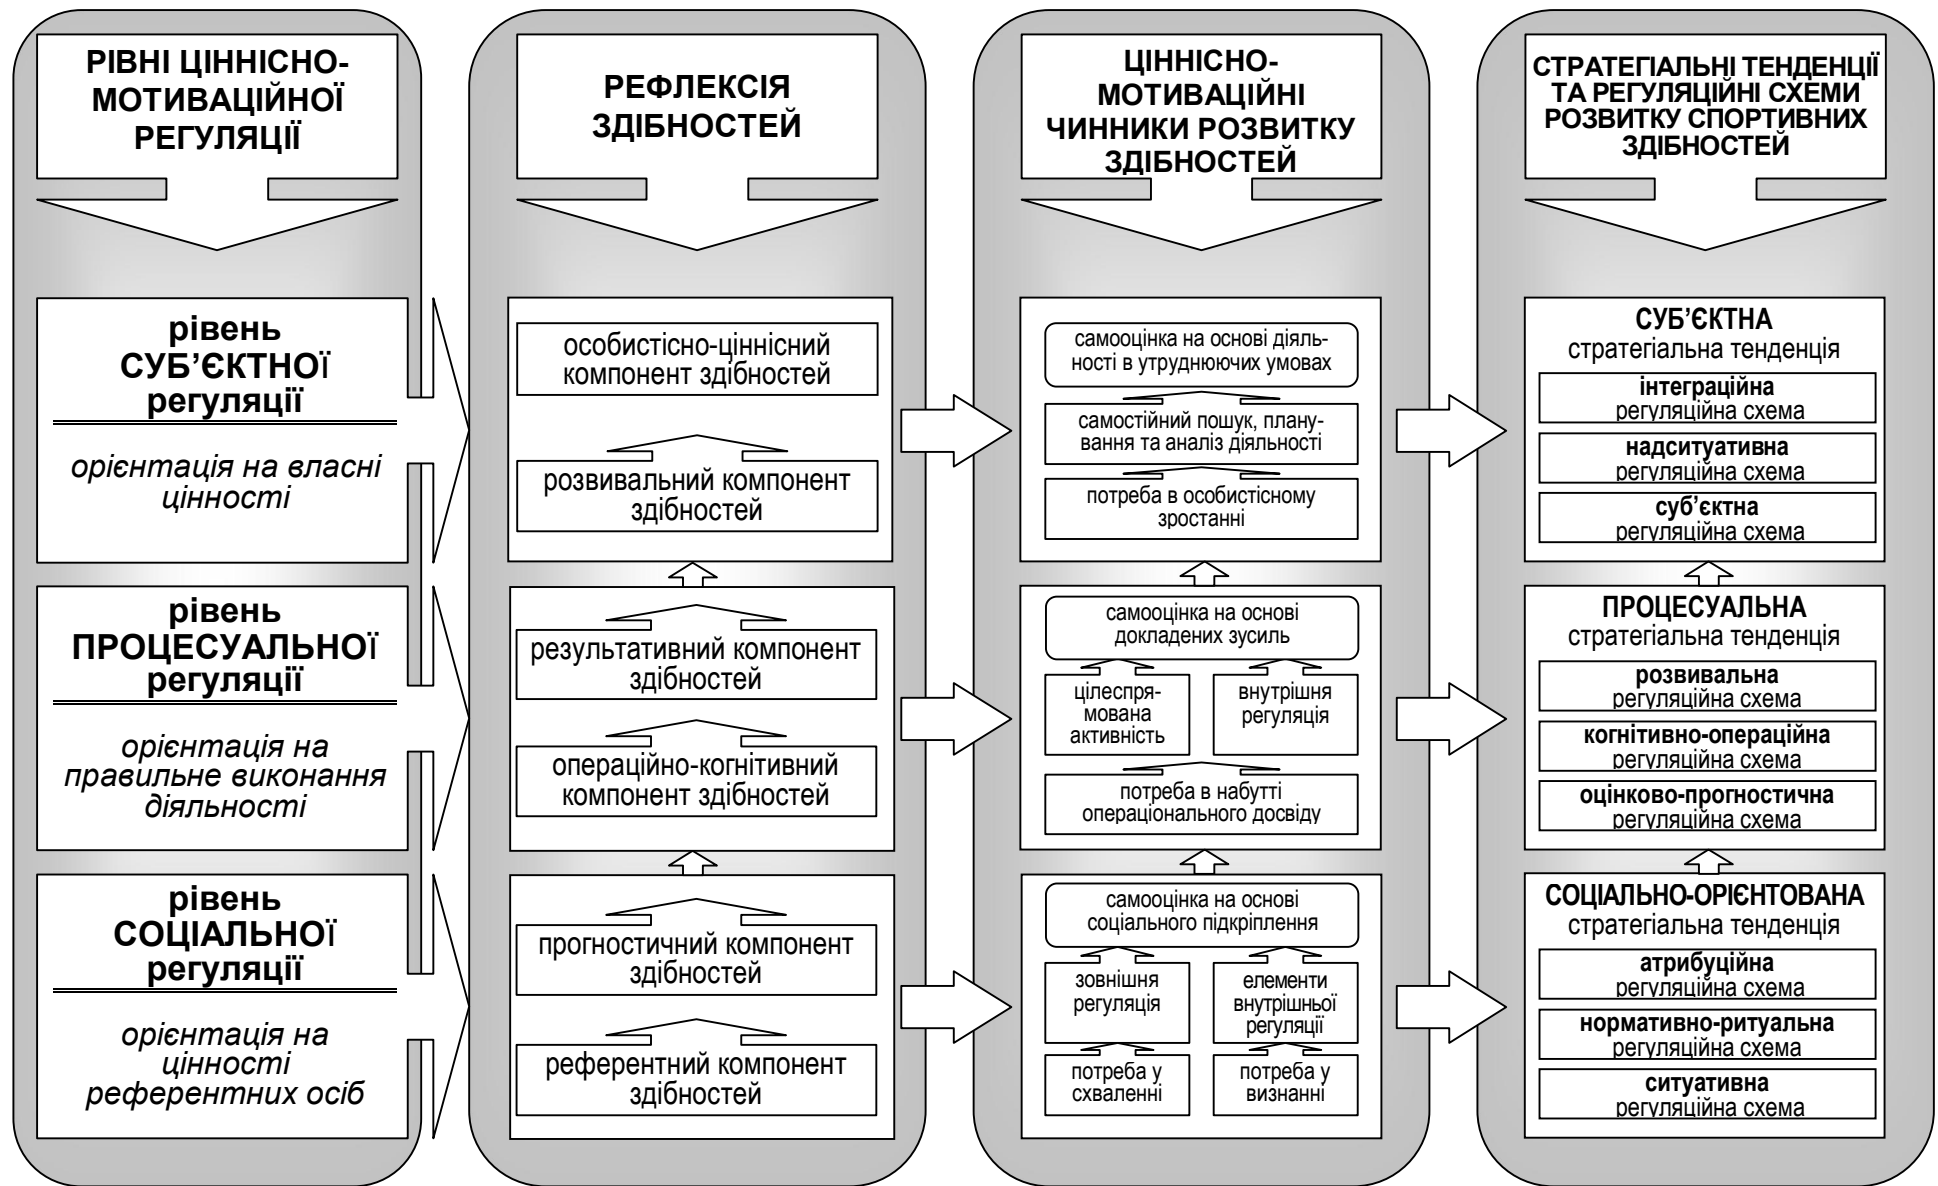 РІВНІ ЦІННІСНО-
МОТИВАЦІЙНОЇ
РЕГУЛЯЦІЇ
рівень
СУБ’ЄКТНОЇ
регуляції
орієнтація на власні
цінності
рівень
ПРОЦЕСУАЛЬНОЇ
регуляції
орієнтація на
правильне виконання
діяльності
рівень
СОЦІАЛЬНОЇ
регуляції
орієнтація на
цінності
референтних осіб
РЕФЛЕКСІЯ
ЗДІБНОСТЕЙ
особистісно-ціннісний
компонент здібностей
розвивальний компонент
здібностей
результативний компонент
здібностей
операційно-когнітивний
компонент здібностей
прогностичний компонент
здібностей
референтний компонент
здібностей
ЦІННІСНО-
МОТИВАЦІЙНІ
ЧИННИКИ РОЗВИТКУ
ЗДІБНОСТЕЙ
самооцінка на основі діяль-
ності в утруднюючих умовах
самостійний пошук, плану-
вання та аналіз діяльності
потреба в особистісному
зростанні
самооцінка на основі
докладених зусиль
цілеспря-
мована
активність
внутрішня
регуляція
потреба в набутті
операціонального досвіду
самооцінка на основі
соціального підкріплення
зовнішня
регуляція
елементи
внутрішньої
регуляції
потреба у
схваленні
потреба у
визнанні
СТРАТЕГІАЛЬНІ ТЕНДЕНЦІЇ
ТА РЕГУЛЯЦІЙНІ СХЕМИ
РОЗВИТКУ СПОРТИВНИХ
ЗДІБНОСТЕЙ
СУБ’ЄКТНА
стратегіальна тенденція
інтеграційна
регуляційна схема
надситуативна
регуляційна схема
суб’єктна
регуляційна схема
ПРОЦЕСУАЛЬНА
стратегіальна тенденція
розвивальна
регуляційна схема
когнітивно-операційна
регуляційна схема
оцінково-прогностична
регуляційна схема
СОЦІАЛЬНО-ОРІЄНТОВАНА
стратегіальна тенденція
атрибуційна
регуляційна схема
нормативно-ритуальна
регуляційна схема
ситуативна
регуляційна схема